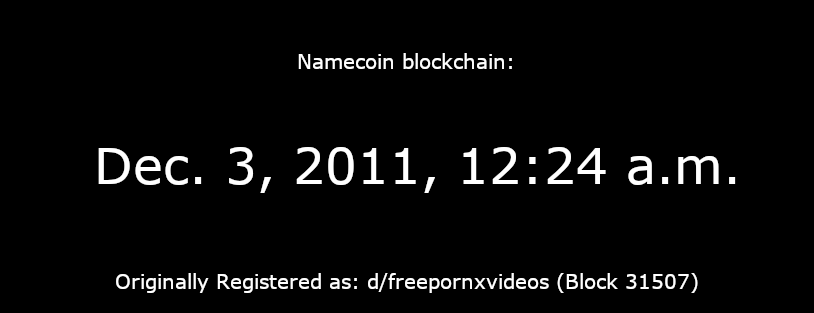 Namecoin blockchain:
Dec. 3, 2011, 12:24 a.m.
Originally Registered as: d/freepornxvideos (Block 31507)